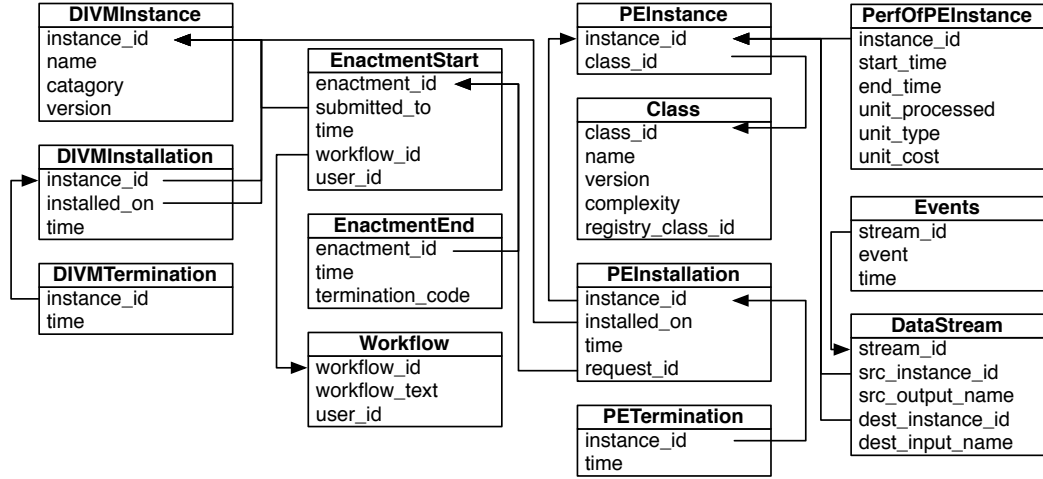 DIVMInstance
instance_id
name
catagory
version
DIVMInstallation
instance_id
installed_on
time
DIVMTermination
instance_id
time
EnactmentStart
enactment_id
submitted_to
time
workflow_id
user_id
EnactmentEnd
enactment_id
time
termination_code
Workflow
workflow_id
workflow_text
user_id
PEInstance
instance_id
class_id
Class
class_id
name
version
complexity
registry_class_id
PEInstallation
instance_id
installed_on
time
request_id
PETermination
instance_id
time
PerfOfPEInstance
instance_id
start_time
end_time
unit_processed
unit_type
unit_cost
Events
stream_id
event
time
DataStream
stream_id
src_instance_id
src_output_name
dest_instance_id
dest_input_name